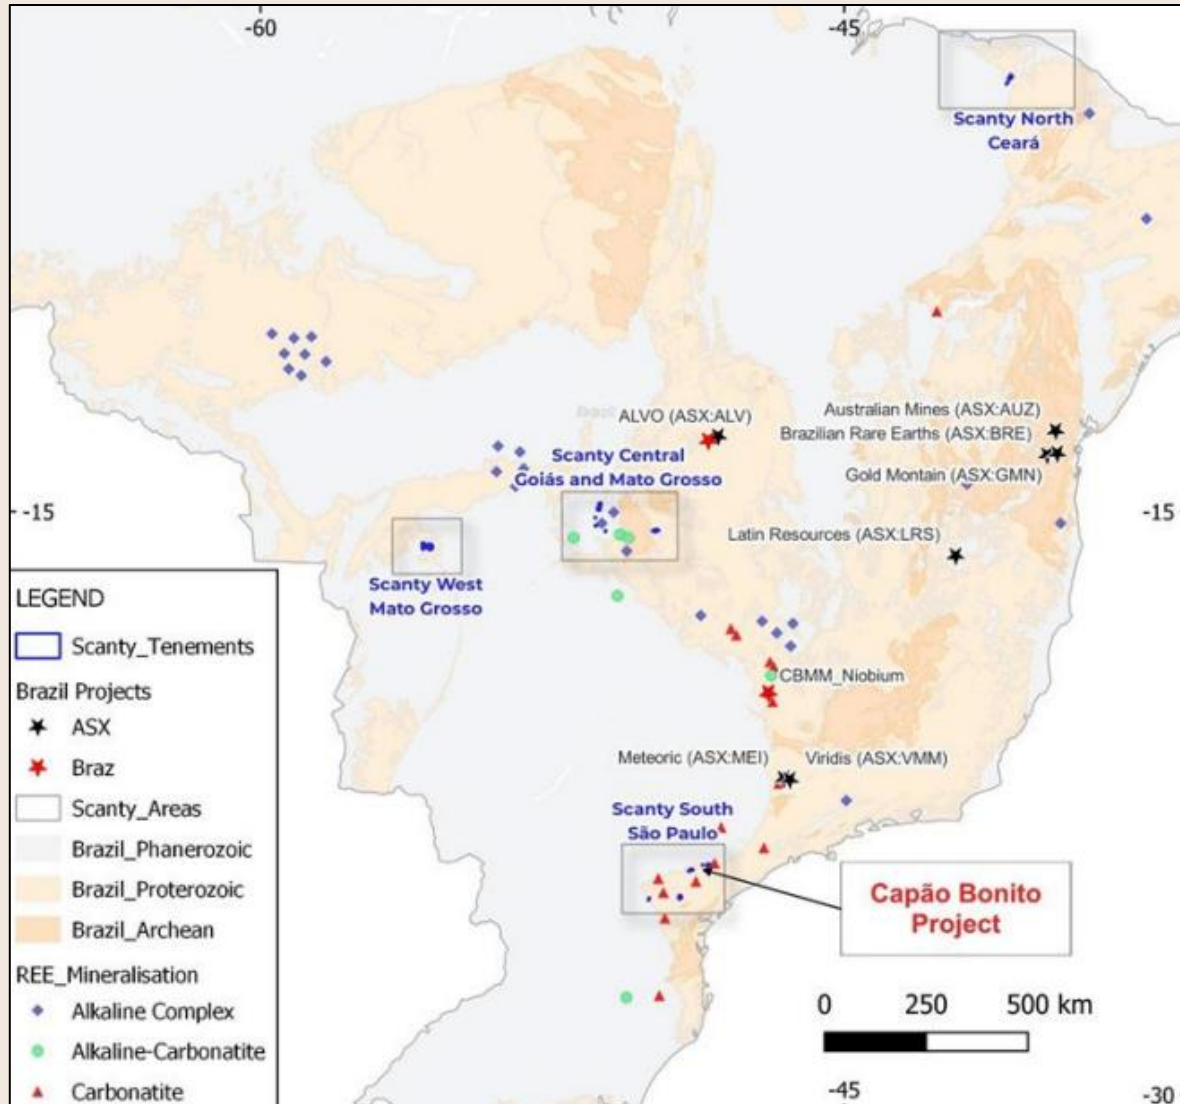 -60
-45
Scanty North
Ceará
ALVO (ASX:ALV)
Australian Mines (ASX:AUZ)
Brazilian Rare Earths (ASX:BRE)
Scanty Central
Goiás and Mato Grosso
Gold Montain (ASX:GMN)
-15
-15
Latin Resources (ASX:LRS)
Scanty West
Mato Grosso
CBMM_Niobium
Meteoric (ASX:MEI)
Viridis (ASX:VMM)
Scanty South
São Paulo
Capão Bonito
Project
LEGEND
Scanty_Tenements
Brazil Projects
ASX
Braz
Scanty_Areas
Brazil_Phanerozoic
Brazil_Proterozoic
Brazil_Archean
REE_Mineralisation
Alkaline Complex
Alkaline-Carbonatite
Carbonatite
0 250 500 km
-45
-30